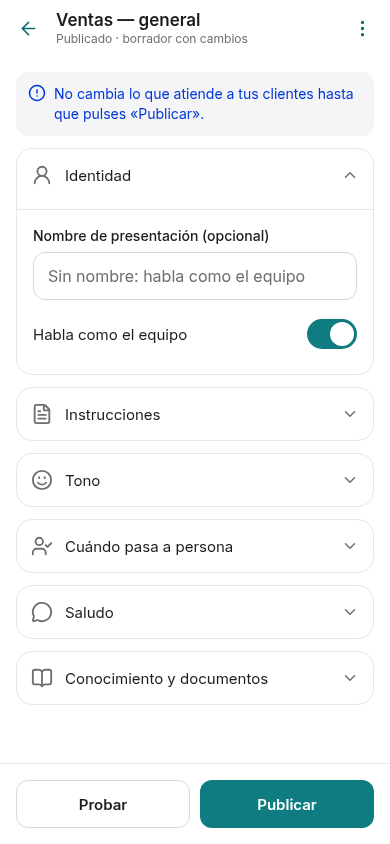 Ventas — general
Publicado · borrador con cambios
No cambia lo que atiende a tus clientes hasta
que pulses «Publicar».
Identidad
Nombre de presentación (opcional)
Sin nombre: habla como el equipo
Habla como el equipo
Instrucciones
Tono
Cuándo pasa a persona
Saludo
Conocimiento y documentos
Probar
Publicar